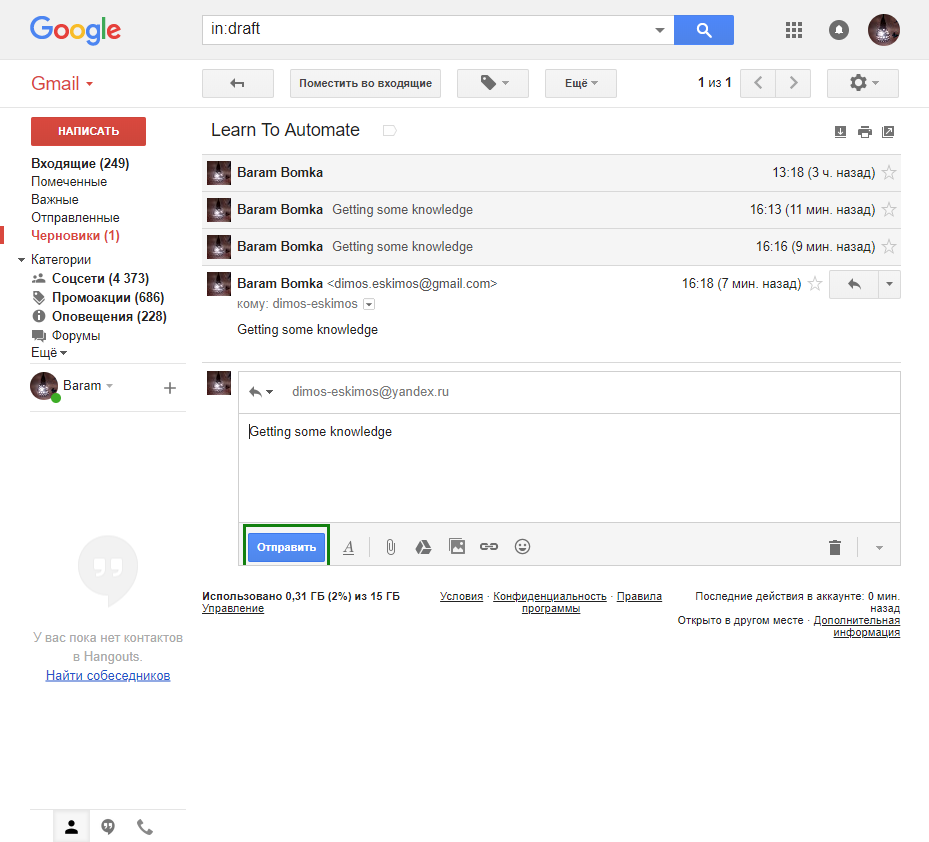 Google
in:draft
Gmail
Поместить во входящие
Ещё
1 из 1
НАПИСАТЬ
Входящие (249)
Помеченные
Важные
Отправленные
Черновики (1)
Категории
Соцсети (4 373)
Промоакции (686)
Оповещения (228)
Форумы
Ещё
Baram
У вас пока нет контактов
в Hangouts.
Найти собеседников
Learn To Automate
Baram Bomka 13:18 (3 ч. назад)
Baram Bomka Getting some knowledge 16:13 (11 мин. назад)
Baram Bomka Getting some knowledge 16:16 (9 мин. назад)
Baram Bomka <dimos.eskimos@gmail.com> 16:18 (7 мин. назад)
кому: dimos-eskimos
Getting some knowledge
dimos-eskimos@yandex.ru
Getting some knowledge
Отправить
A
Использовано 0,31 ГБ (2%) из 15 ГБ
Управление
Условия · Конфиденциальность · Правила
программы
Последние действия в аккаунте: 0 мин.
назад
Открыто в другом месте · Дополнительная
информация